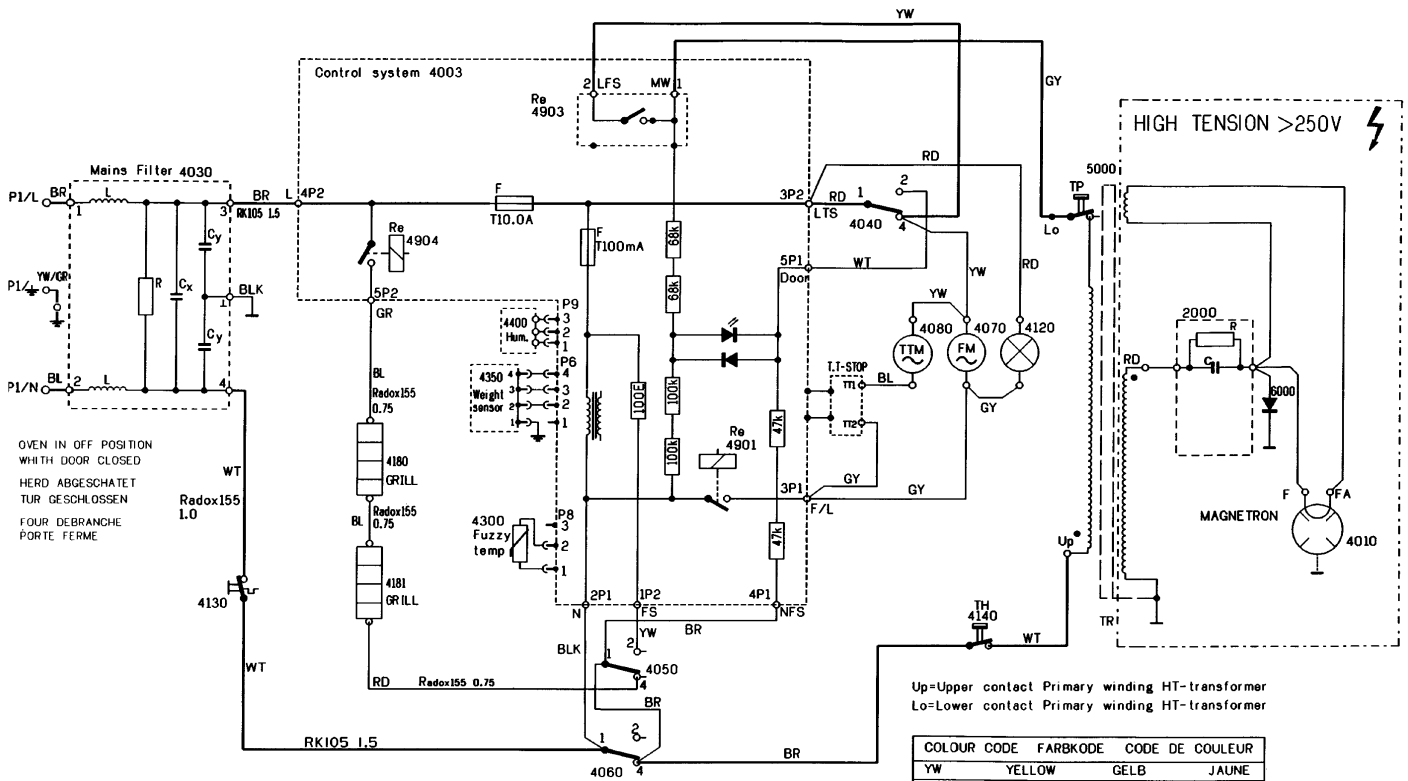 YW
Control system 4003
2 LFS MW 1
GY
Re
4903
HIGH TENSION >250V
Mains Filter 4030
RD
5000
P1/L BR L BR L 4P2 F 3P2 RD 1 2 TP
1 3 RK105 1.5 T10.0A LTS 4040 4 Lo
Cy Re
4904
F
T100mA
68k
5P1
Door
WT YW RD
P1/ YW/GR R Cx BLK 5P2
GR
68k
P9
4400
Hum.
3
2
1
YW
4080 4070 4120
TTM FM
2000
R
C
RD
6000
Cy
P1/N BL L
2 4
BL
Radox155
0.75
P6
4350
Weight
sensor
4 4
3 3
2 2
1 1
100E
100k
T.T-STOP
TT1 BL
TT2
GY
47k
OVEN IN OFF POSITION
WHITH DOOR CLOSED
HERD ABGESCHATET
TUR GESCHLOSSEN
FOUR DEBRANCHE
PORTE FERME
WT
Radox155
1.0
4180
GRILL
BL Radox155
0.75
100k
Re
4901
GY
3P1
F/L
GY
F FA
MAGNETRON
4010
P8
4300
Fuzzy
temp
3
2
1
47k
Up
4130
4181
GRILL
2P1 1P2 4P1
N FS NFS
TH
4140
WT
TR
YW BR
BLK
WT
1 2
4050
4
RD Radox155 0.75
BR
Up=Upper contact Primary winding HT-transformer
Lo=Lower contact Primary winding HT-transformer
RK105 1.5
1 2
4060 4
BR
COLOUR CODE FARBKODE CODE DE COULEUR
YW YELLOW GELB JAUNE